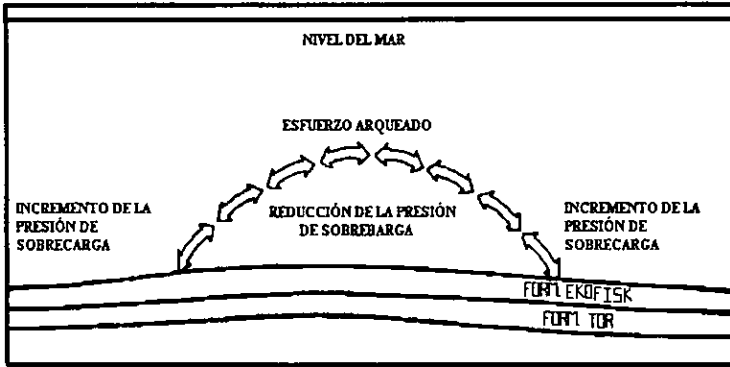 NIVEL DEL MAR
ESFUERZO ARQUEADO
INCREMENTO DE LA
PRESIÓN DE
SOBRECARGA
REDUCCIÓN DE LA PRESIÓN
DE SOBREBARGA
INCREMENTO DE LA
PRESIÓN DE
SOBRECARGA
FORM EKOFISK
FORM TOR